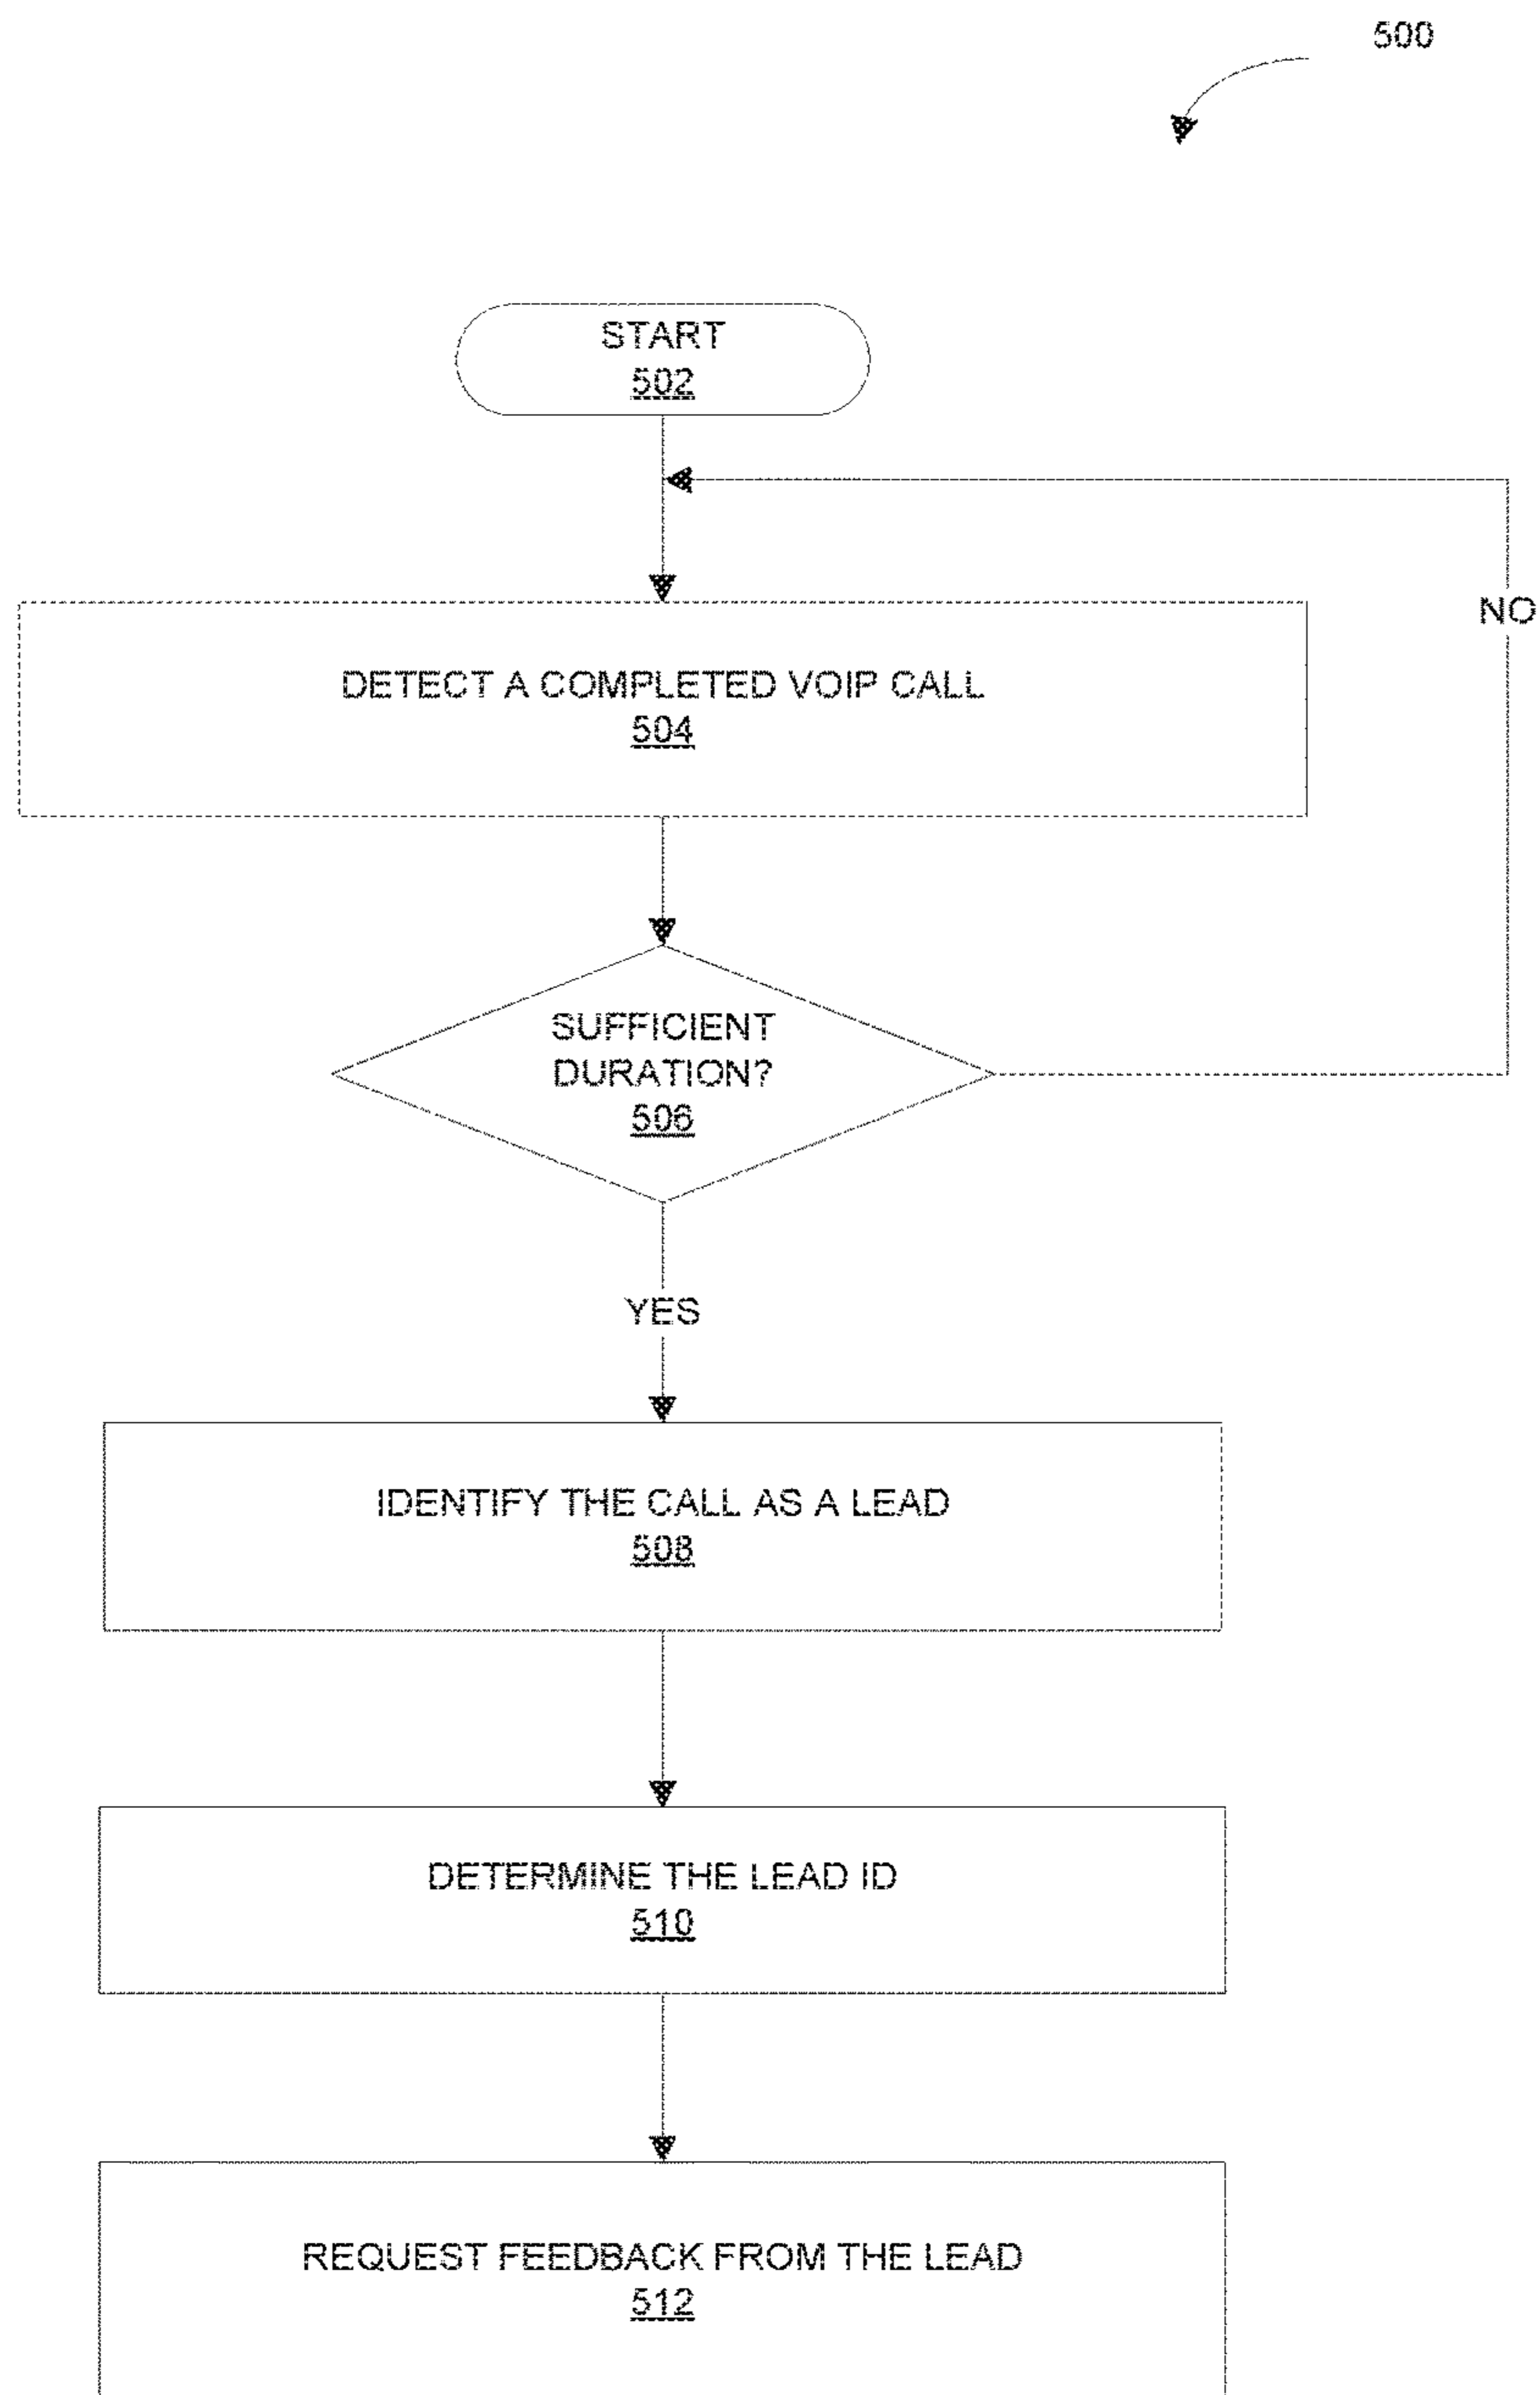 500
START
502
NO
DETECT A COMPLETED VOIP CALL
504
SUFFICIENT
DURATION?
506
YES
IDENTIFY THE CALL AS A LEAD
508
DETERMINE THE LEAD ID
510
REQUEST FEEDBACK FROM THE LEAD
512